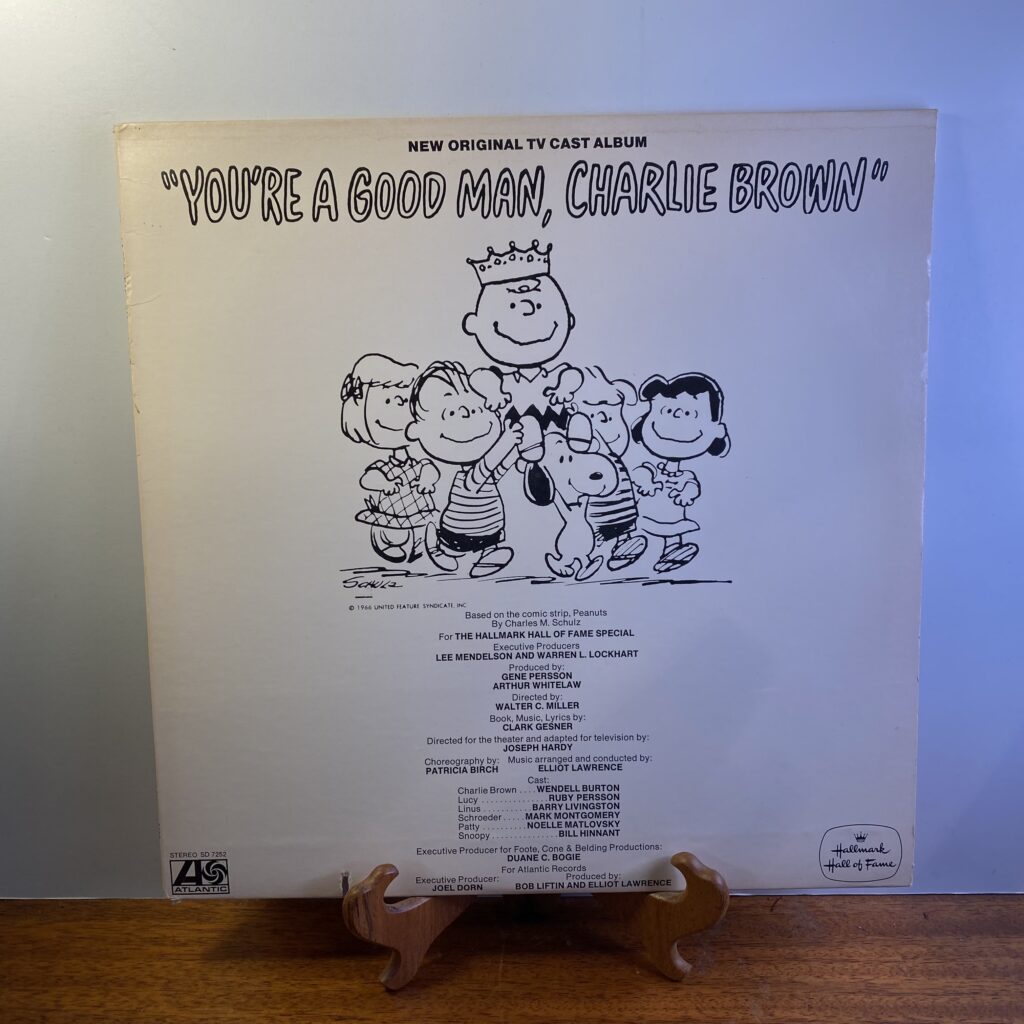 NEW ORIGINAL TV CAST ALBUM
"YOU'RE A GOOD MAN, CHARLIE BROWN"
SCHULZ
© 1966 UNITED FEATURE SYNDICATE, INC
Based on the comic strip, Peanuts
By Charles M. Schulz
For THE HALLMARK HALL OF FAME SPECIAL
Executive Producers
LEE MENDELSON AND WARREN L. LOCKHART
Produced by:
GENE PERSSON
ARTHUR WHITELAW
Directed by:
WALTER C. MILLER
Book, Music, Lyrics by:
CLARK GESNER
Directed for the theater and adapted for television by:
JOSEPH HARDY
Choreography by: Music arranged and conducted by:
PATRICIA BIRCH ELLIOT LAWRENCE
Cast:
Charlie Brown .... WENDELL BURTON
Lucy ............... RUBY PERSSON
Linus ........... BARRY LIVINGSTON
Schroeder ..... MARK MONTGOMERY
Patty .......... NOELLE MATLOVSKY
Snoopy ............... BILL HINNANT
Executive Producer for Foote, Cone & Belding Productions:
DUANE C. BOGIE
For Atlantic Records
Executive Producer: Produced by:
JOEL DORN BOB LIFTIN AND ELLIOT LAWRENCE
STEREO SD 7252
ATLANTIC
Hallmark
Hall of Fame